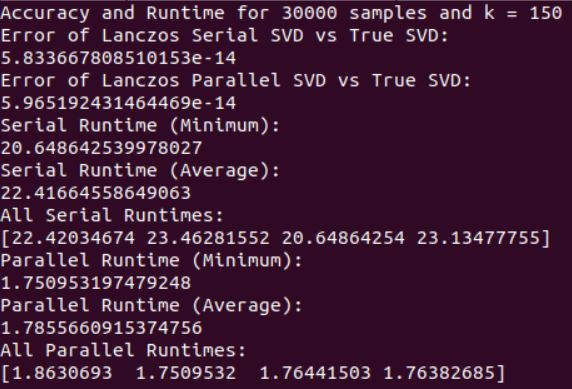 Accuracy and Runtime for 30000 samples and k = 150
Error of Lanczos Serial SVD vs True SVD:
5.833667808510153e-14
Error of Lanczos Parallel SVD vs True SVD:
5.965192431464469e-14
Serial Runtime (Minimum):
20.648642539978027
Serial Runtime (Average):
22.41664558649063
All Serial Runtimes:
[22.42034674 23.46281552 20.64864254 23.13477755]
Parallel Runtime (Minimum):
1.750953197479248
Parallel Runtime (Average):
1.7855660915374756
All Parallel Runtimes:
[1.8630693  1.7509532  1.76441503 1.76382685]